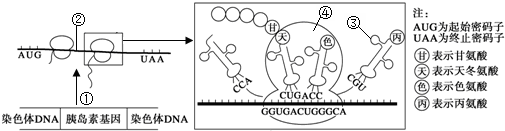 ②
AUG
UAA
①
染色体DNA 胰岛素基因 染色体DNA
④
③
甘
天
色
丙
CCA
CUGACC
CGU
GGUGACUGGGCA
注:
AUG为起始密码子
UAA为终止密码子
甘 表示甘氨酸
天 表示天冬氨酸
色 表示色氨酸
丙 表示丙氨酸